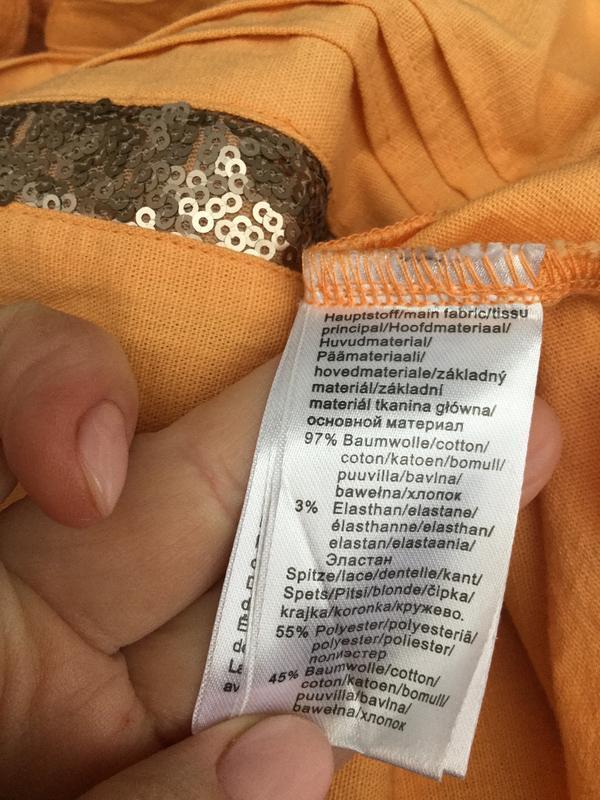 Hauptstoff/main fabric/tissu
principal/Hoofdmateriaal/
Huvudmaterial/
Päämateriaali/
hovedmateriale/základný
materiál/základní
materiál tkanina główna/
основной материал
97% Baumwolle/cotton/
coton/katoen/bomull/
puuvilla/bavlna/
bawełna/хлопок
3% Elasthan/elastane/
élasthanne/elasthan/
elastan/elastaania/
Эластан
Spitze/lace/dentelle/kant/
Spets/Pitsi/blonde/čipka/
krajka/koronka/кружево.
55% Polyester/polyesteriä/
polyester/poliester/
полиэстер
45% Baumwolle/cotton/
coton/katoen/bomull/
puuvilla/bavlna/
bawełna/хлопок